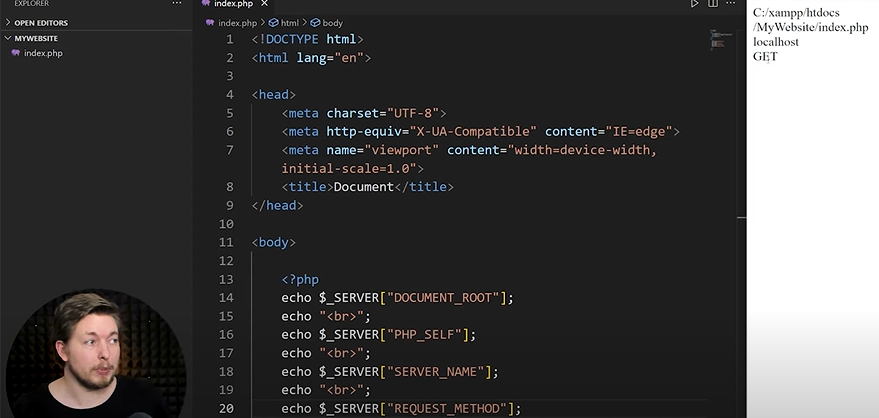 EXPLORER
OPEN EDITORS
MYWEBSITE
index.php
index.php
index.php > html > body
1 <!DOCTYPE html>
2 <html lang="en">
3
4 <head>
5 <meta charset="UTF-8">
6 <meta http-equiv="X-UA-Compatible" content="IE=edge">
7 <meta name="viewport" content="width=device-width,
initial-scale=1.0">
8 <title>Document</title>
9 </head>
10
11 <body>
12
13 <?php
14 echo $_SERVER["DOCUMENT_ROOT"];
15 echo "<br>";
16 echo $_SERVER["PHP_SELF"];
17 echo "<br>";
18 echo $_SERVER["SERVER_NAME"];
19 echo "<br>";
20 echo $_SERVER["REQUEST_METHOD"];
C:/xampp/htdocs
/MyWebsite/index.php
localhost
GET